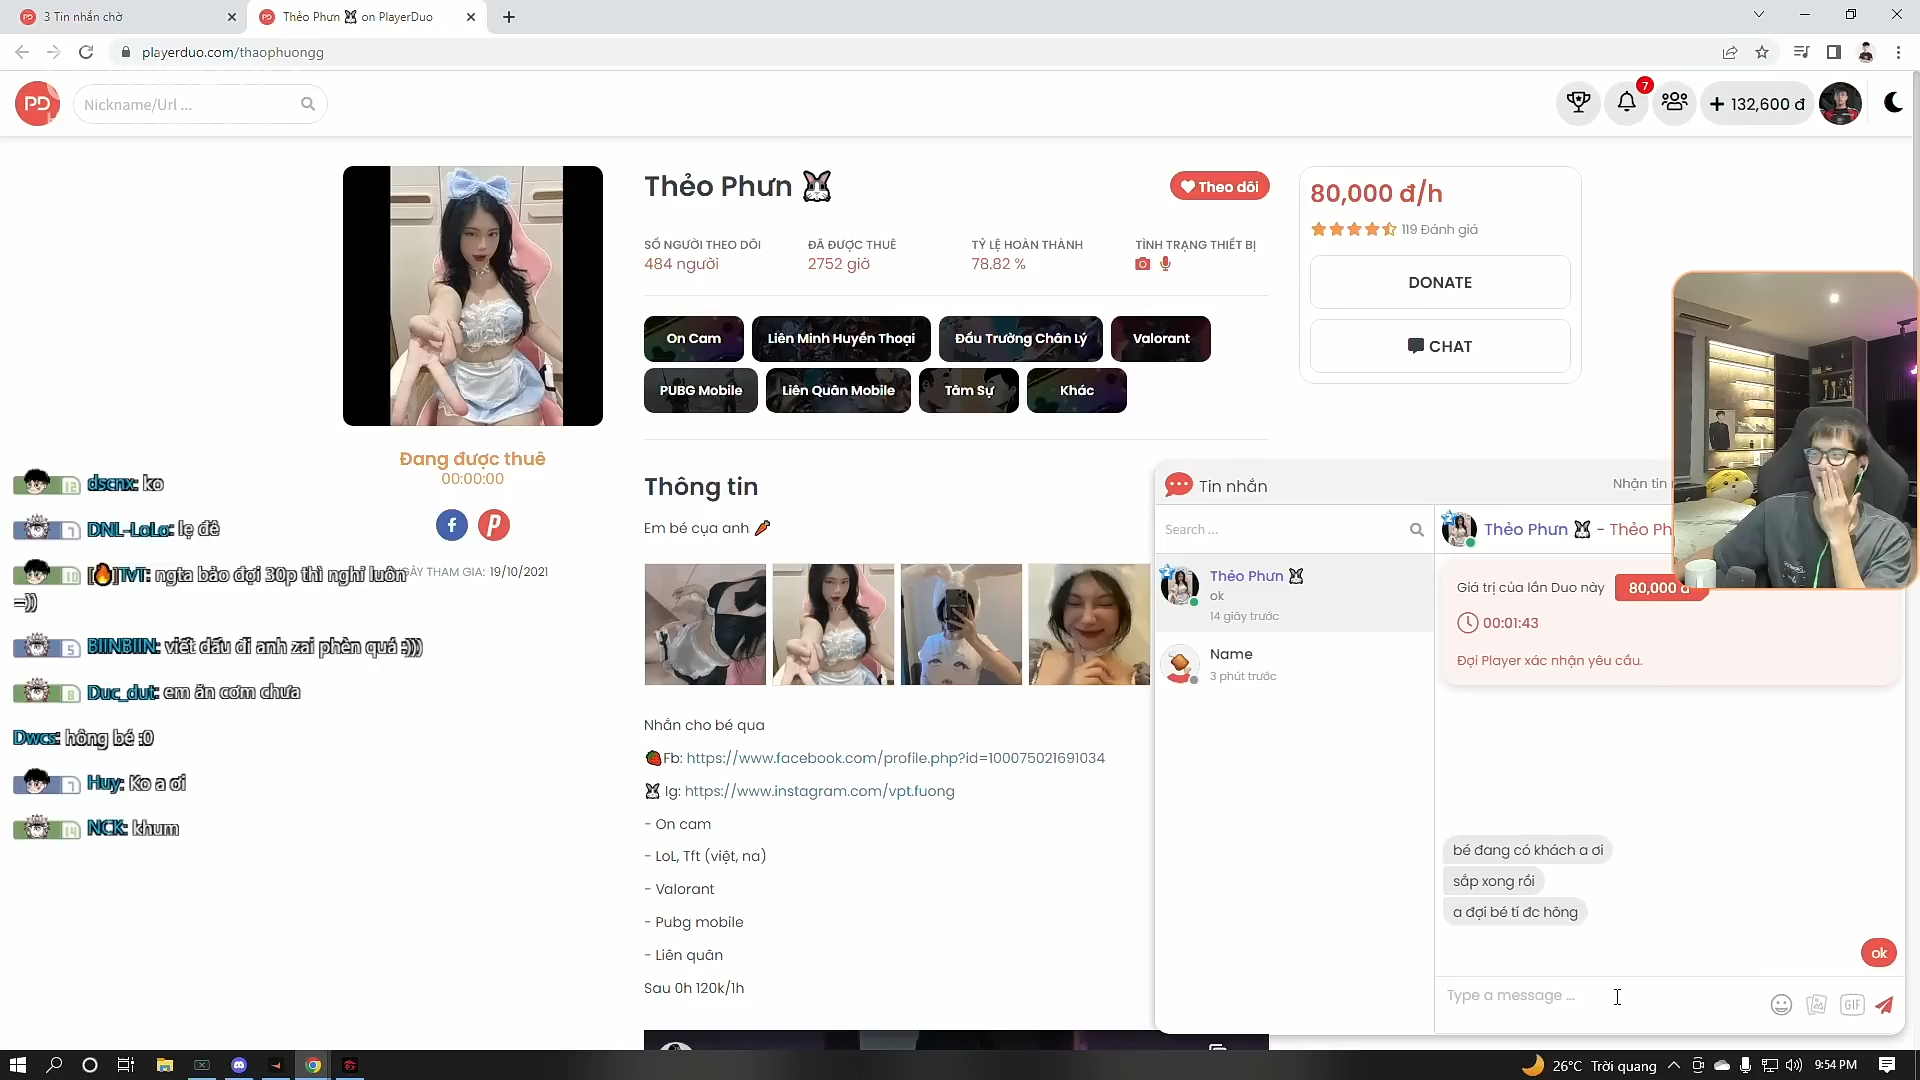 3 Tin nhắn chờ
Thẻo Phưn 🐰 on PlayerDuo
playerduo.com/thaophuongg
PD
Nickname/Url ...
7
+ 132,600 đ
Thẻo Phưn 🐰
Theo dõi
80,000 đ/h
119 Đánh giá
SỐ NGƯỜI THEO DÕI
ĐÃ ĐƯỢC THUÊ
TỶ LỆ HOÀN THÀNH
TÌNH TRẠNG THIẾT BỊ
484 người
2752 giờ
78.82 %
DONATE
CHAT
On Cam
Liên Minh Huyền Thoại
Đấu Trường Chân Lý
Valorant
PUBG Mobile
Liên Quân Mobile
Tâm Sự
Khác
Đang được thuê
00:00:00
NGÀY THAM GIA: 19/10/2021
Thông tin
Em bé cụa anh 🥕
Nhắn cho bé qua
🍓Fb: https://www.facebook.com/profile.php?id=100075021691034
🐰 Ig: https://www.instagram.com/vpt.fuong
- On cam
- LoL, Tft (việt, na)
- Valorant
- Pubg mobile
- Liên quân
Sau 0h 120k/1h
12 dscnx: ko
7 DNL-LoLo: lẹ đê
10 [🔥]TVT: ngta bảo đợi 30p thì nghỉ luôn
=))
5 BIINBIIN: viết dấu đi anh zai phèn quá :)))
8 Duc_dut: em ăn cơm chưa
Dwcs: hông bé :0
7 Huy: Ko a ơi
14 NCK: khum
Tin nhắn
Nhận tin
Search ...
Thẻo Phưn 🐰
ok
14 giây trước
Name
3 phút trước
Thẻo Phưn 🐰 - Thẻo Ph
Giá trị của lần Duo này
80,000 đ
00:01:43
Đợi Player xác nhận yêu cầu.
bé đang có khách a ơi
sắp xong rồi
a đợi bé tí đc hông
ok
Type a message ...
GIF
26°C Trời quang
9:54 PM